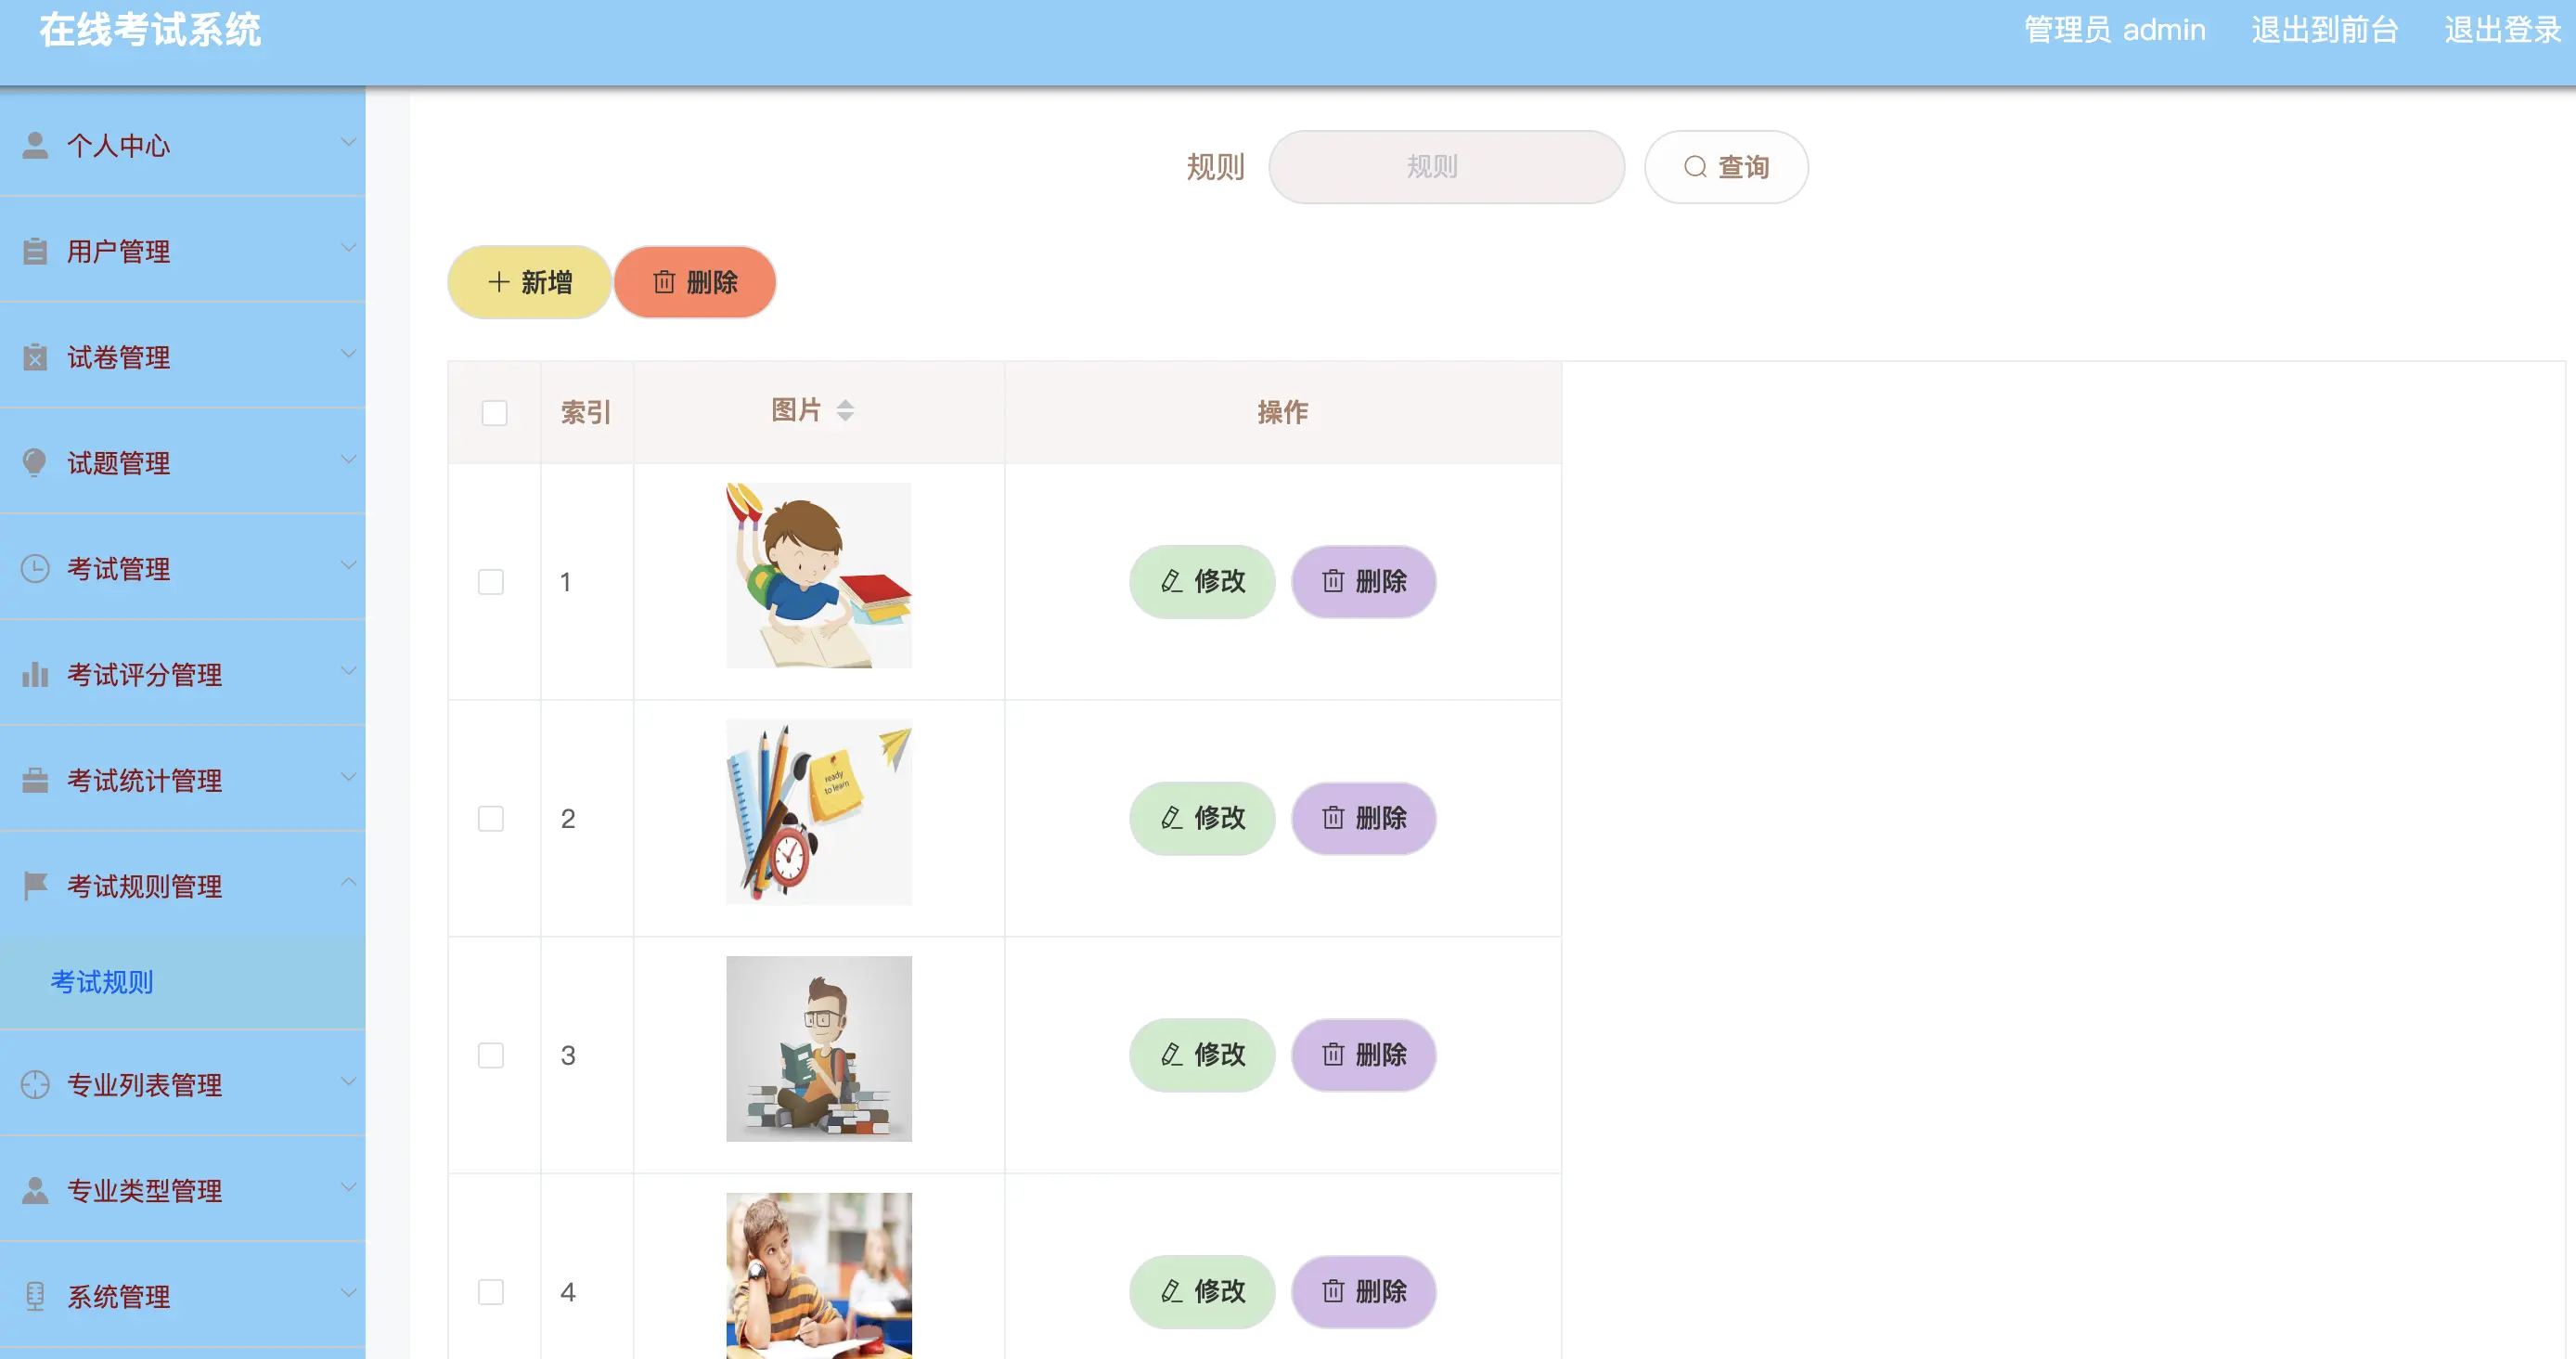 在线考试系统
管理员 admin 退出到前台 退出登录
个人中心
用户管理
试卷管理
试题管理
考试管理
考试评分管理
考试统计管理
考试规则管理
考试规则
专业列表管理
专业类型管理
系统管理
规则 规则 查询
新增 删除
索引 图片 操作
1 修改 删除
ready
to learn
2 修改 删除
3 修改 删除
4 修改 删除